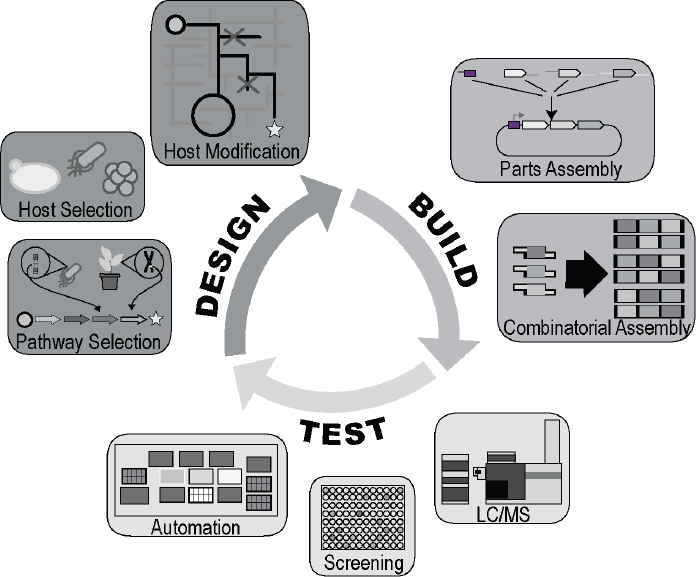 Host Modification
Host Selection
Pathway Selection
DESIGN
BUILD
Parts Assembly
Combinatorial Assembly
TEST
Automation
Screening
LC/MS